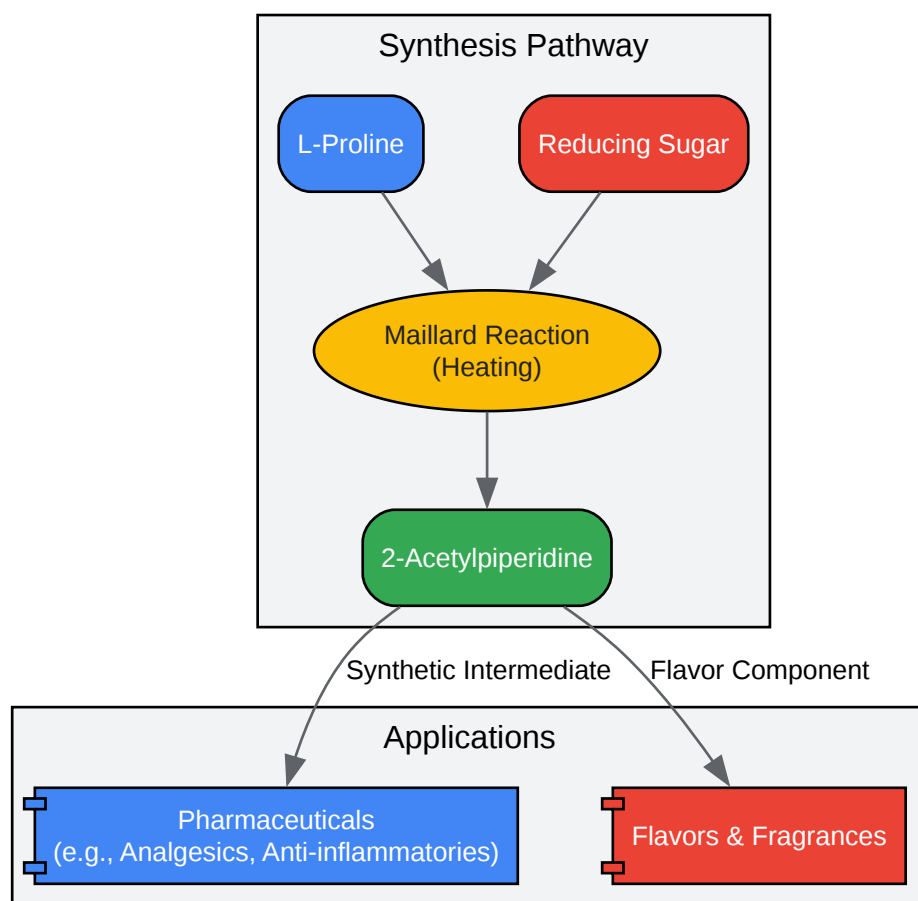 Synthesis Pathway
L-Proline
Reducing Sugar
Maillard Reaction
(Heating)
2-Acetylpiperidine
Synthetic Intermediate
Flavor Component
Applications
Pharmaceuticals
(e.g., Analgesics, Anti-inflammatories)
Flavors & Fragrances